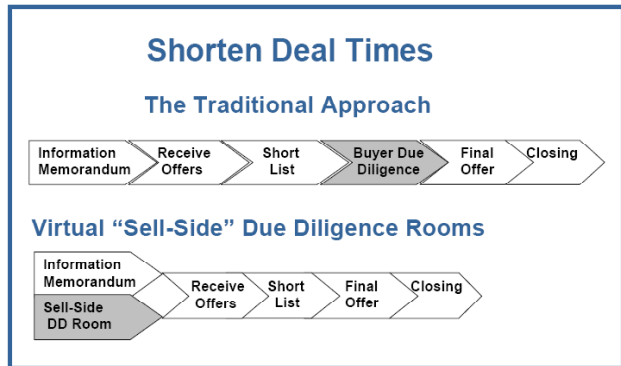 Shorten Deal Times
The Traditional Approach
Information Memorandum
Receive Offers
Short List
Buyer Due Diligence
Final Offer
Closing
Virtual “Sell-Side” Due Diligence Rooms
Information Memorandum
Sell-Side DD Room
Receive Offers
Short List
Final Offer
Closing